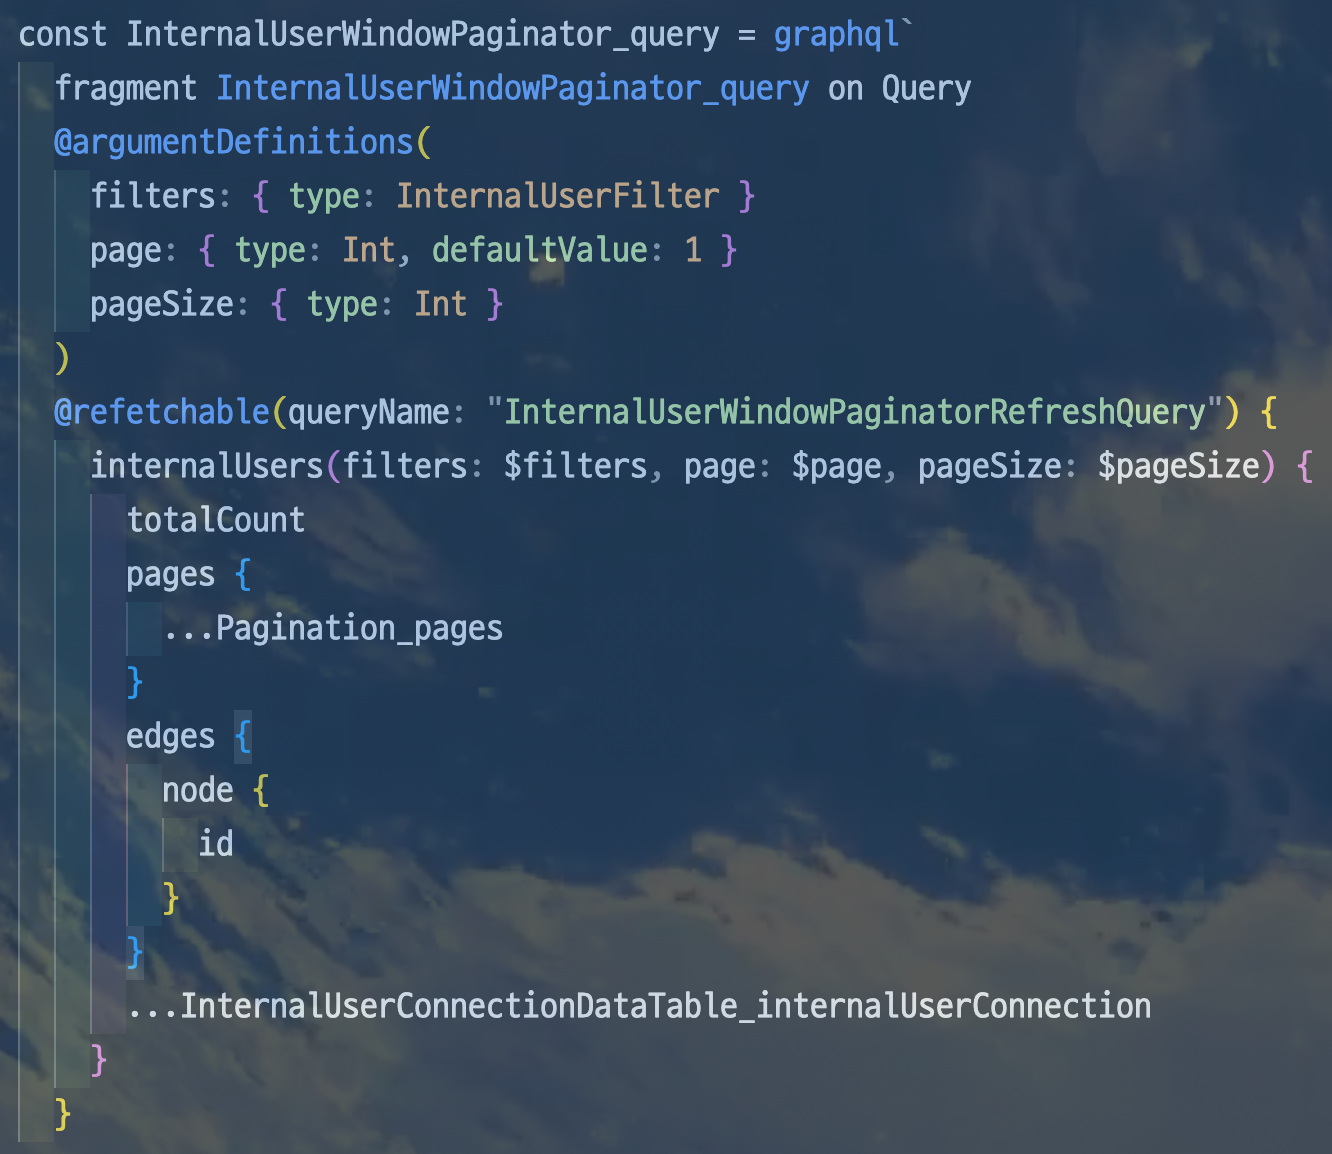 const InternalUserWindowPaginator_query = graphql`
  fragment InternalUserWindowPaginator_query on Query
  @argumentDefinitions(
    filters: { type: InternalUserFilter }
    page: { type: Int, defaultValue: 1 }
    pageSize: { type: Int }
  )
  @refetchable(queryName: "InternalUserWindowPaginatorRefreshQuery") {
    internalUsers(filters: $filters, page: $page, pageSize: $pageSize) {
      totalCount
      pages {
        ...Pagination_pages
      }
      edges {
        node {
          id
        }
      }
      ...InternalUserConnectionDataTable_internalUserConnection
    }
  }